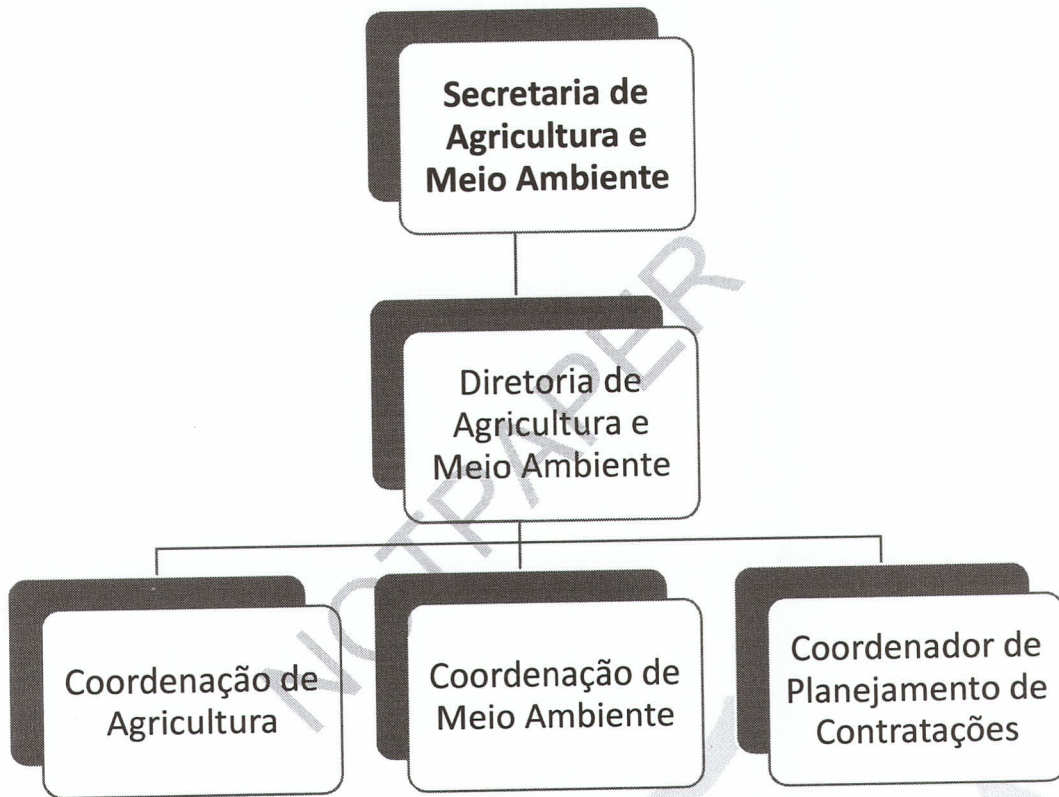 Secretaria de
Agricultura e
Meio Ambiente
Diretoria de
Agricultura e
Meio Ambiente
Coordenação de
Agricultura
Coordenação de
Meio Ambiente
Coordenador de
Planejamento de
Contratações
NOTPAPER